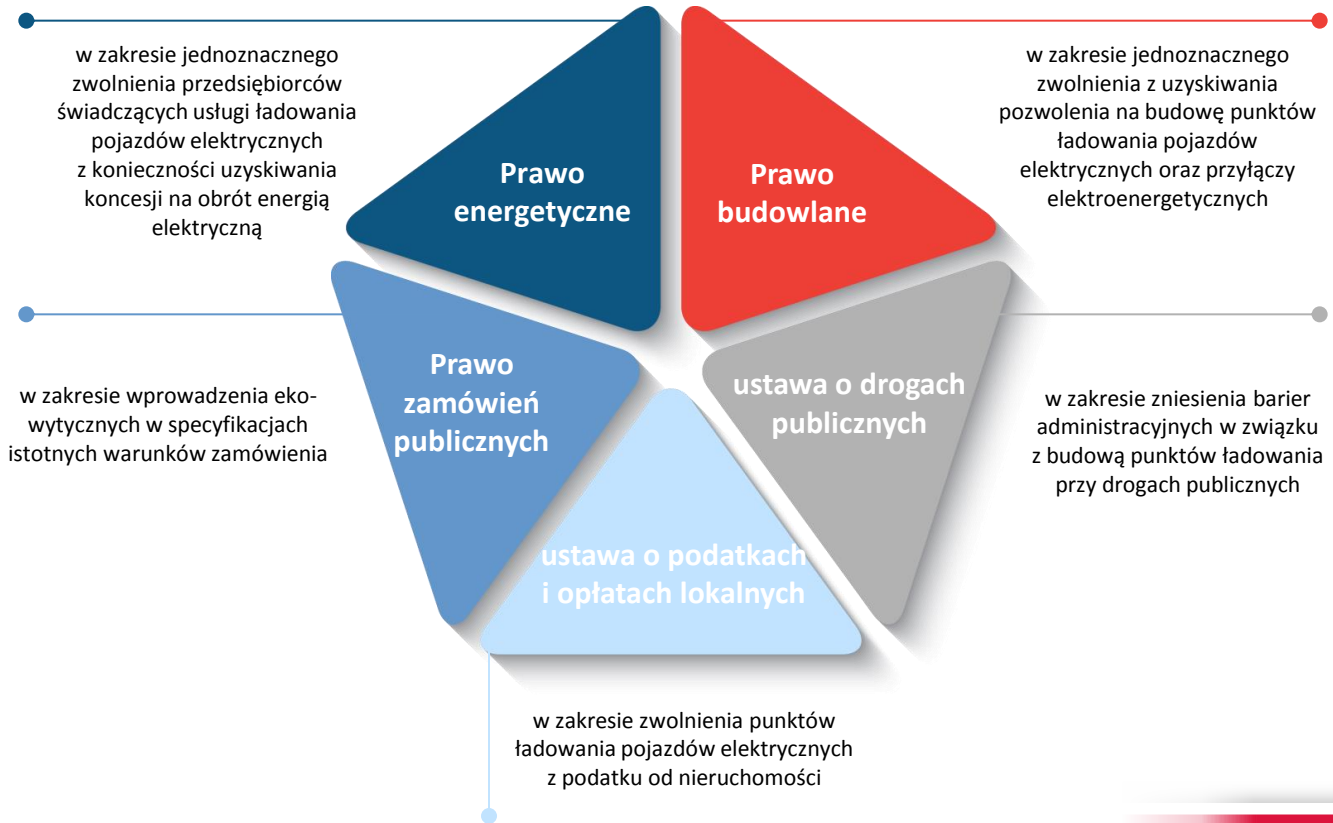 w zakresie jednoznacznego
zwolnienia przedsiębiorców
świadczących usługi ładowania
pojazdów elektrycznych
z konieczności uzyskiwania
koncesji na obrót energią
elektryczną
Prawo
energetyczne
Prawo
budowlane
w zakresie jednoznacznego
zwolnienia z uzyskiwania
pozwolenia na budowę punktów
ładowania pojazdów
elektrycznych oraz przyłączy
elektroenergetycznych
w zakresie wprowadzenia eko-
wytycznych w specyfikacjach
istotnych warunków zamówienia
Prawo
zamówień
publicznych
ustawa o drogach
publicznych
w zakresie zniesienia barier
administracyjnych w związku
z budową punktów ładowania
przy drogach publicznych
ustawa o podatkach
i opłatach lokalnych
w zakresie zwolnienia punktów
ładowania pojazdów elektrycznych
z podatku od nieruchomości